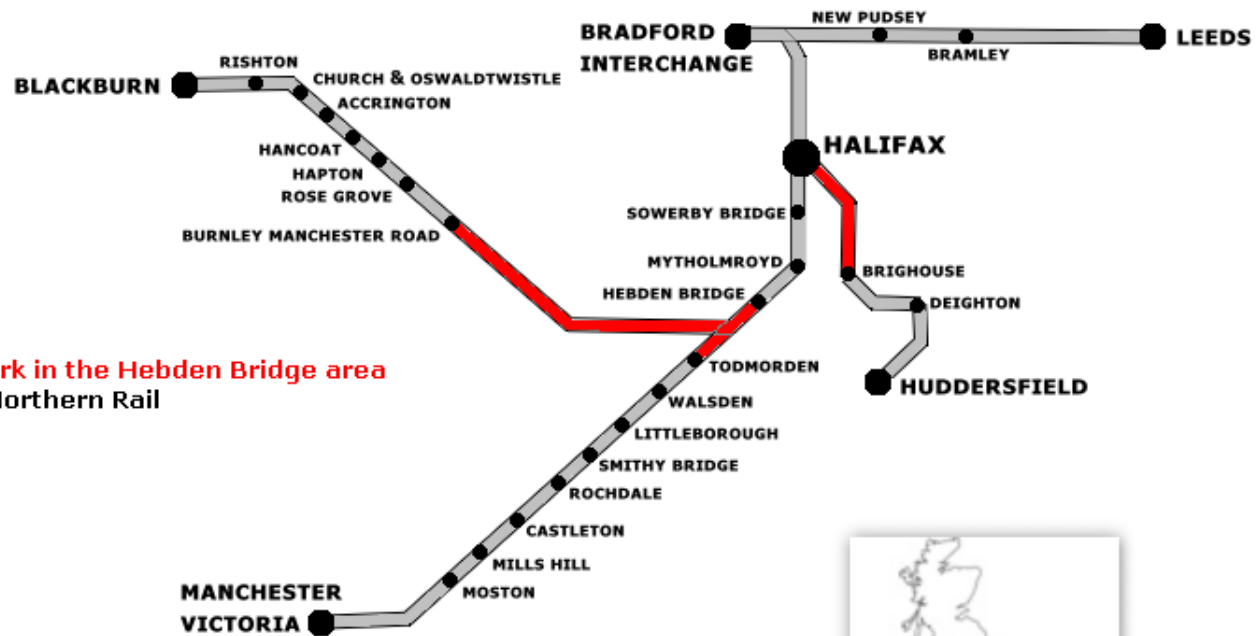 NEW PUDSEY
BRADFORD
INTERCHANGE
LEEDS
BRAMLEY
RISHTON
BLACKBURN
CHURCH & OSWALDTWISTLE
ACCRINGTON
HANCOAT
HAPTON
ROSE GROVE
BURNLEY MANCHESTER ROAD
HALIFAX
SOWERBY BRIDGE
MYTHOLMROYD
HEBDEN BRIDGE
BRIGHOUSE
DEIGHTON
HUDDERSFIELD
TODMORDEN
rk in the Hebden Bridge area
Northern Rail
WALSDEN
LITTLEBOROUGH
SMITHY BRIDGE
ROCHDALE
CASTLETON
MILLS HILL
MOSTON
MANCHESTER
VICTORIA